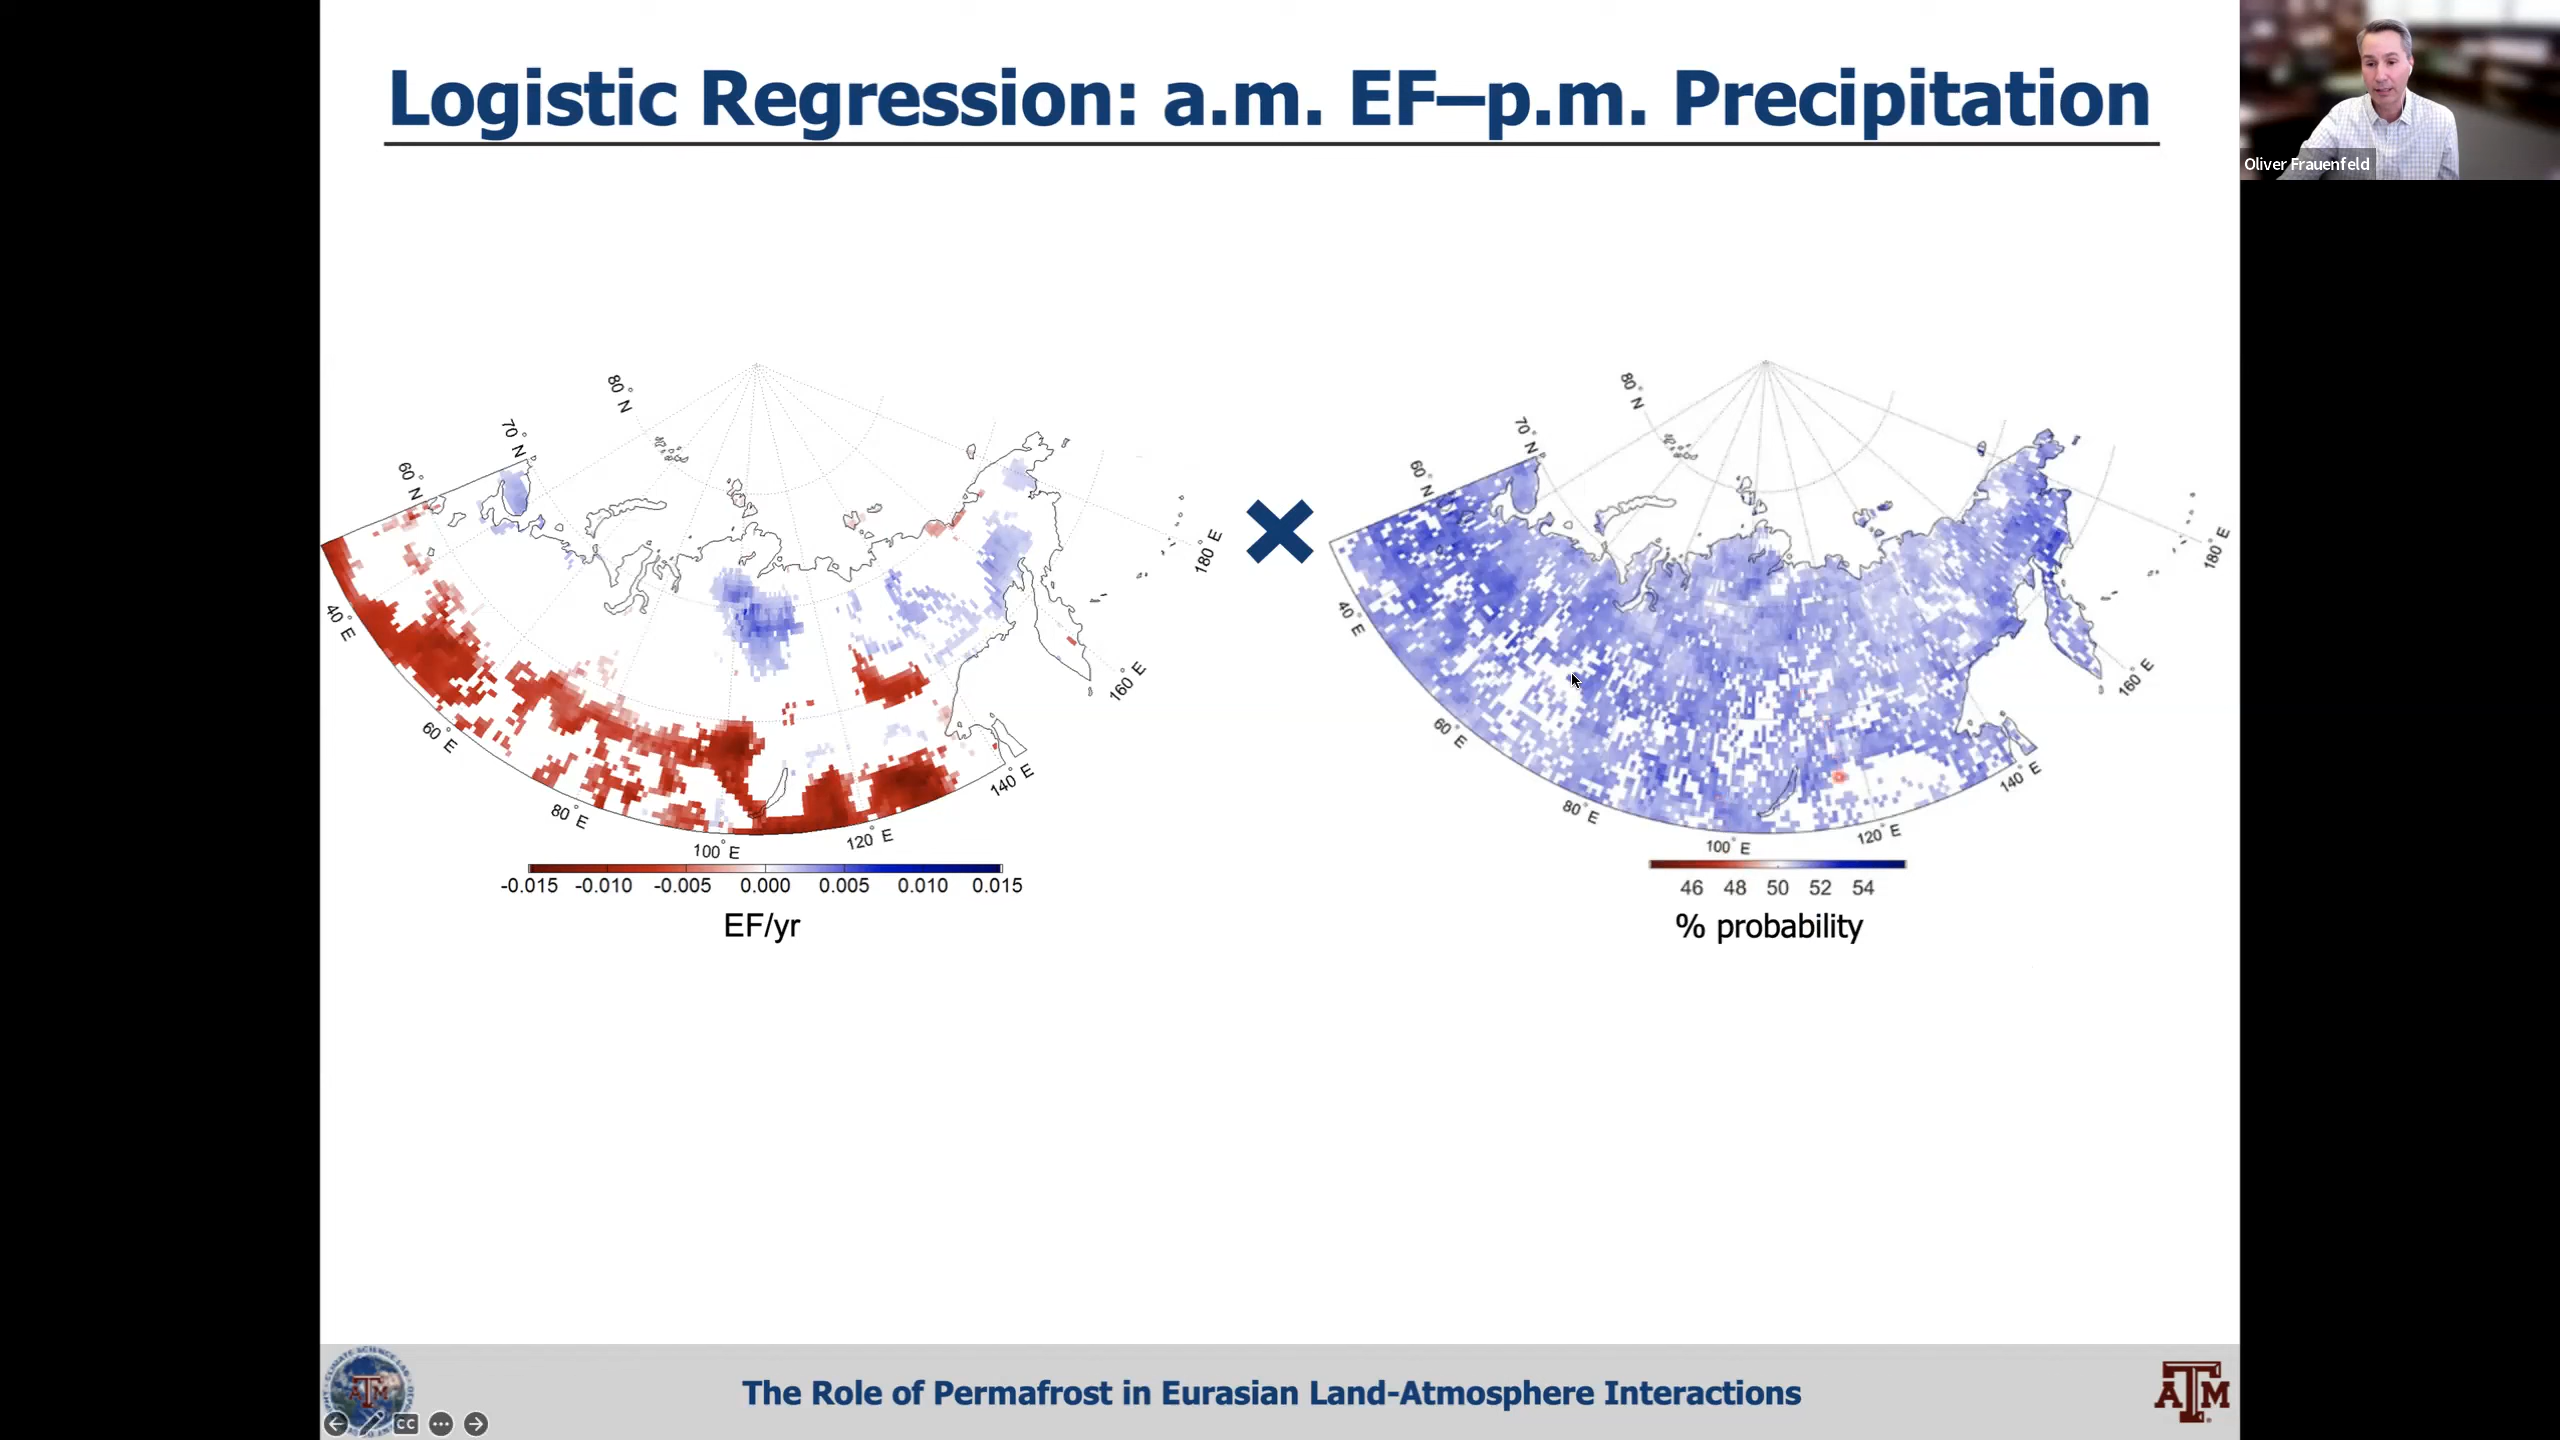 Logistic Regression: a.m. EF—p.m. Precipitation
Oliver Frauenfeld
80° N
70° N
60° N
40° E
60° E
80° E
100° E
120° E
140° E
160° E
180° E
-0.015 -0.010 -0.005 0.000 0.005 0.010 0.015
EF/yr
80° N
70° N
60° N
40° E
60° E
80° E
100° E
120° E
140° E
160° E
180° E
46 48 50 52 54
% probability
The Role of Permafrost in Eurasian Land-Atmosphere Interactions
ATM
CC
ATM